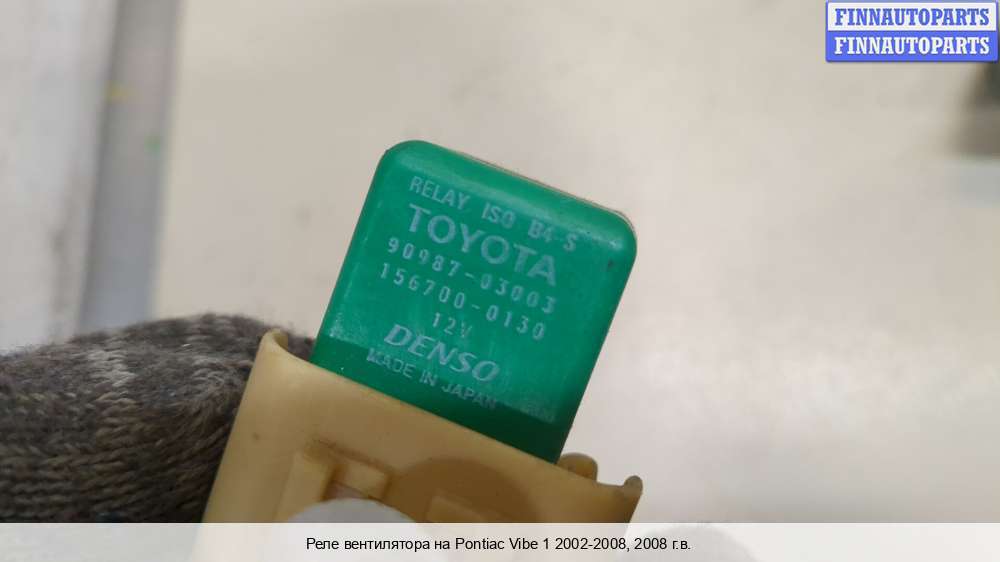 FINNAUTOPARTS
FINNAUTOPARTS
RELAY ISO B4-S
TOYOTA
90987-03003
156700-0130
12V
DENSO
MADE IN JAPAN
Реле вентилятора на Pontiac Vibe 1 2002-2008, 2008 г.в.